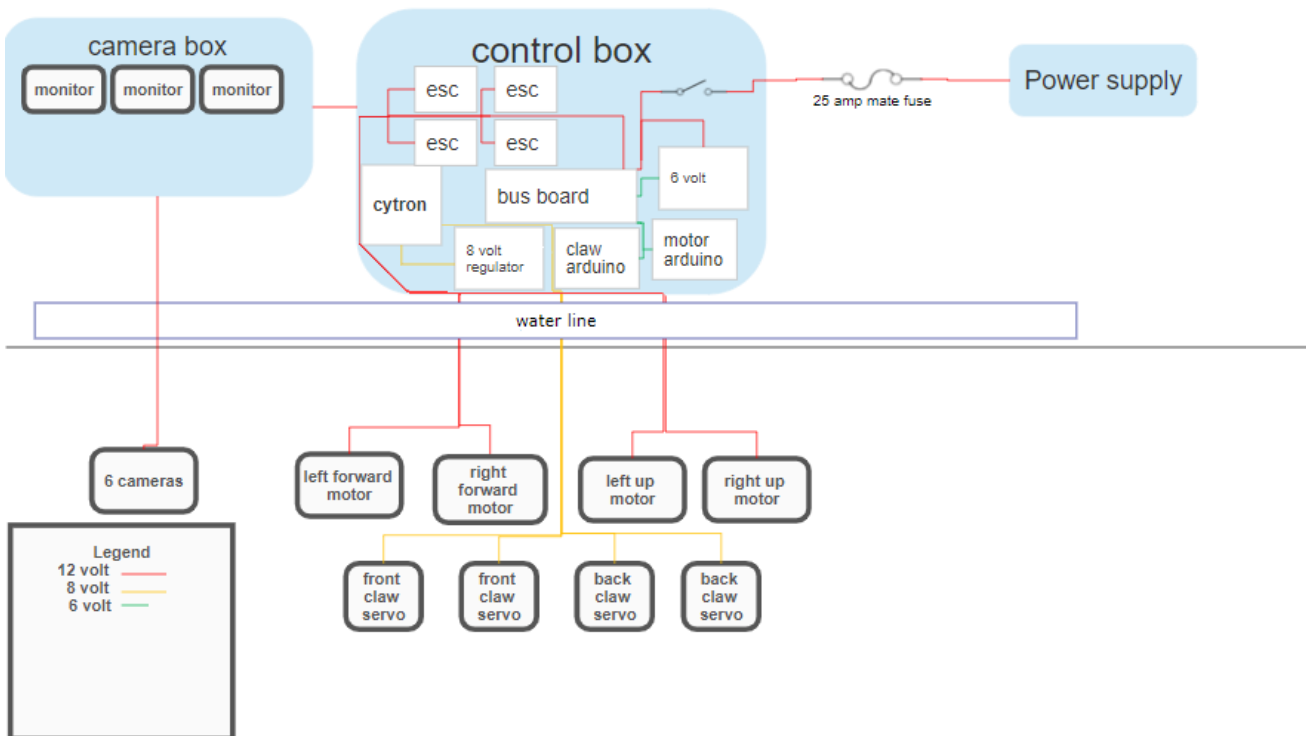 camera box
monitor
monitor
monitor
control box
esc
esc
esc
esc
cytron
bus board
6 volt
8 volt
regulator
claw
arduino
motor
arduino
25 amp mate fuse
Power supply
water line
6 cameras
left forward
motor
right
forward
motor
left up
motor
right up
motor
front
claw
servo
front
claw
servo
back
claw
servo
back
claw
servo
Legend
12 volt
8 volt
6 volt